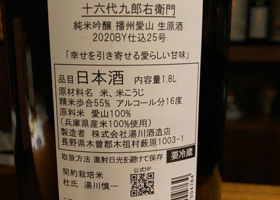 十六代九郎右衛門
純米吟醸 播州愛山 生原酒
2020BY仕込25号
「幸せを引き寄せる愛らしい甘味」
品目 日本酒 内容量 1.8L
原材料名 米、米こうじ
精米歩合55% アルコール分16度
原料米 愛山100%
(兵庫県産米100%使用)
製造者 株式会社湯川酒造店
長野県木曽郡木祖村薮原1003-1
取扱方法 直射日光を避けて保存
要冷蔵
公式HP
契約栽培米
杜氏 湯川慎一